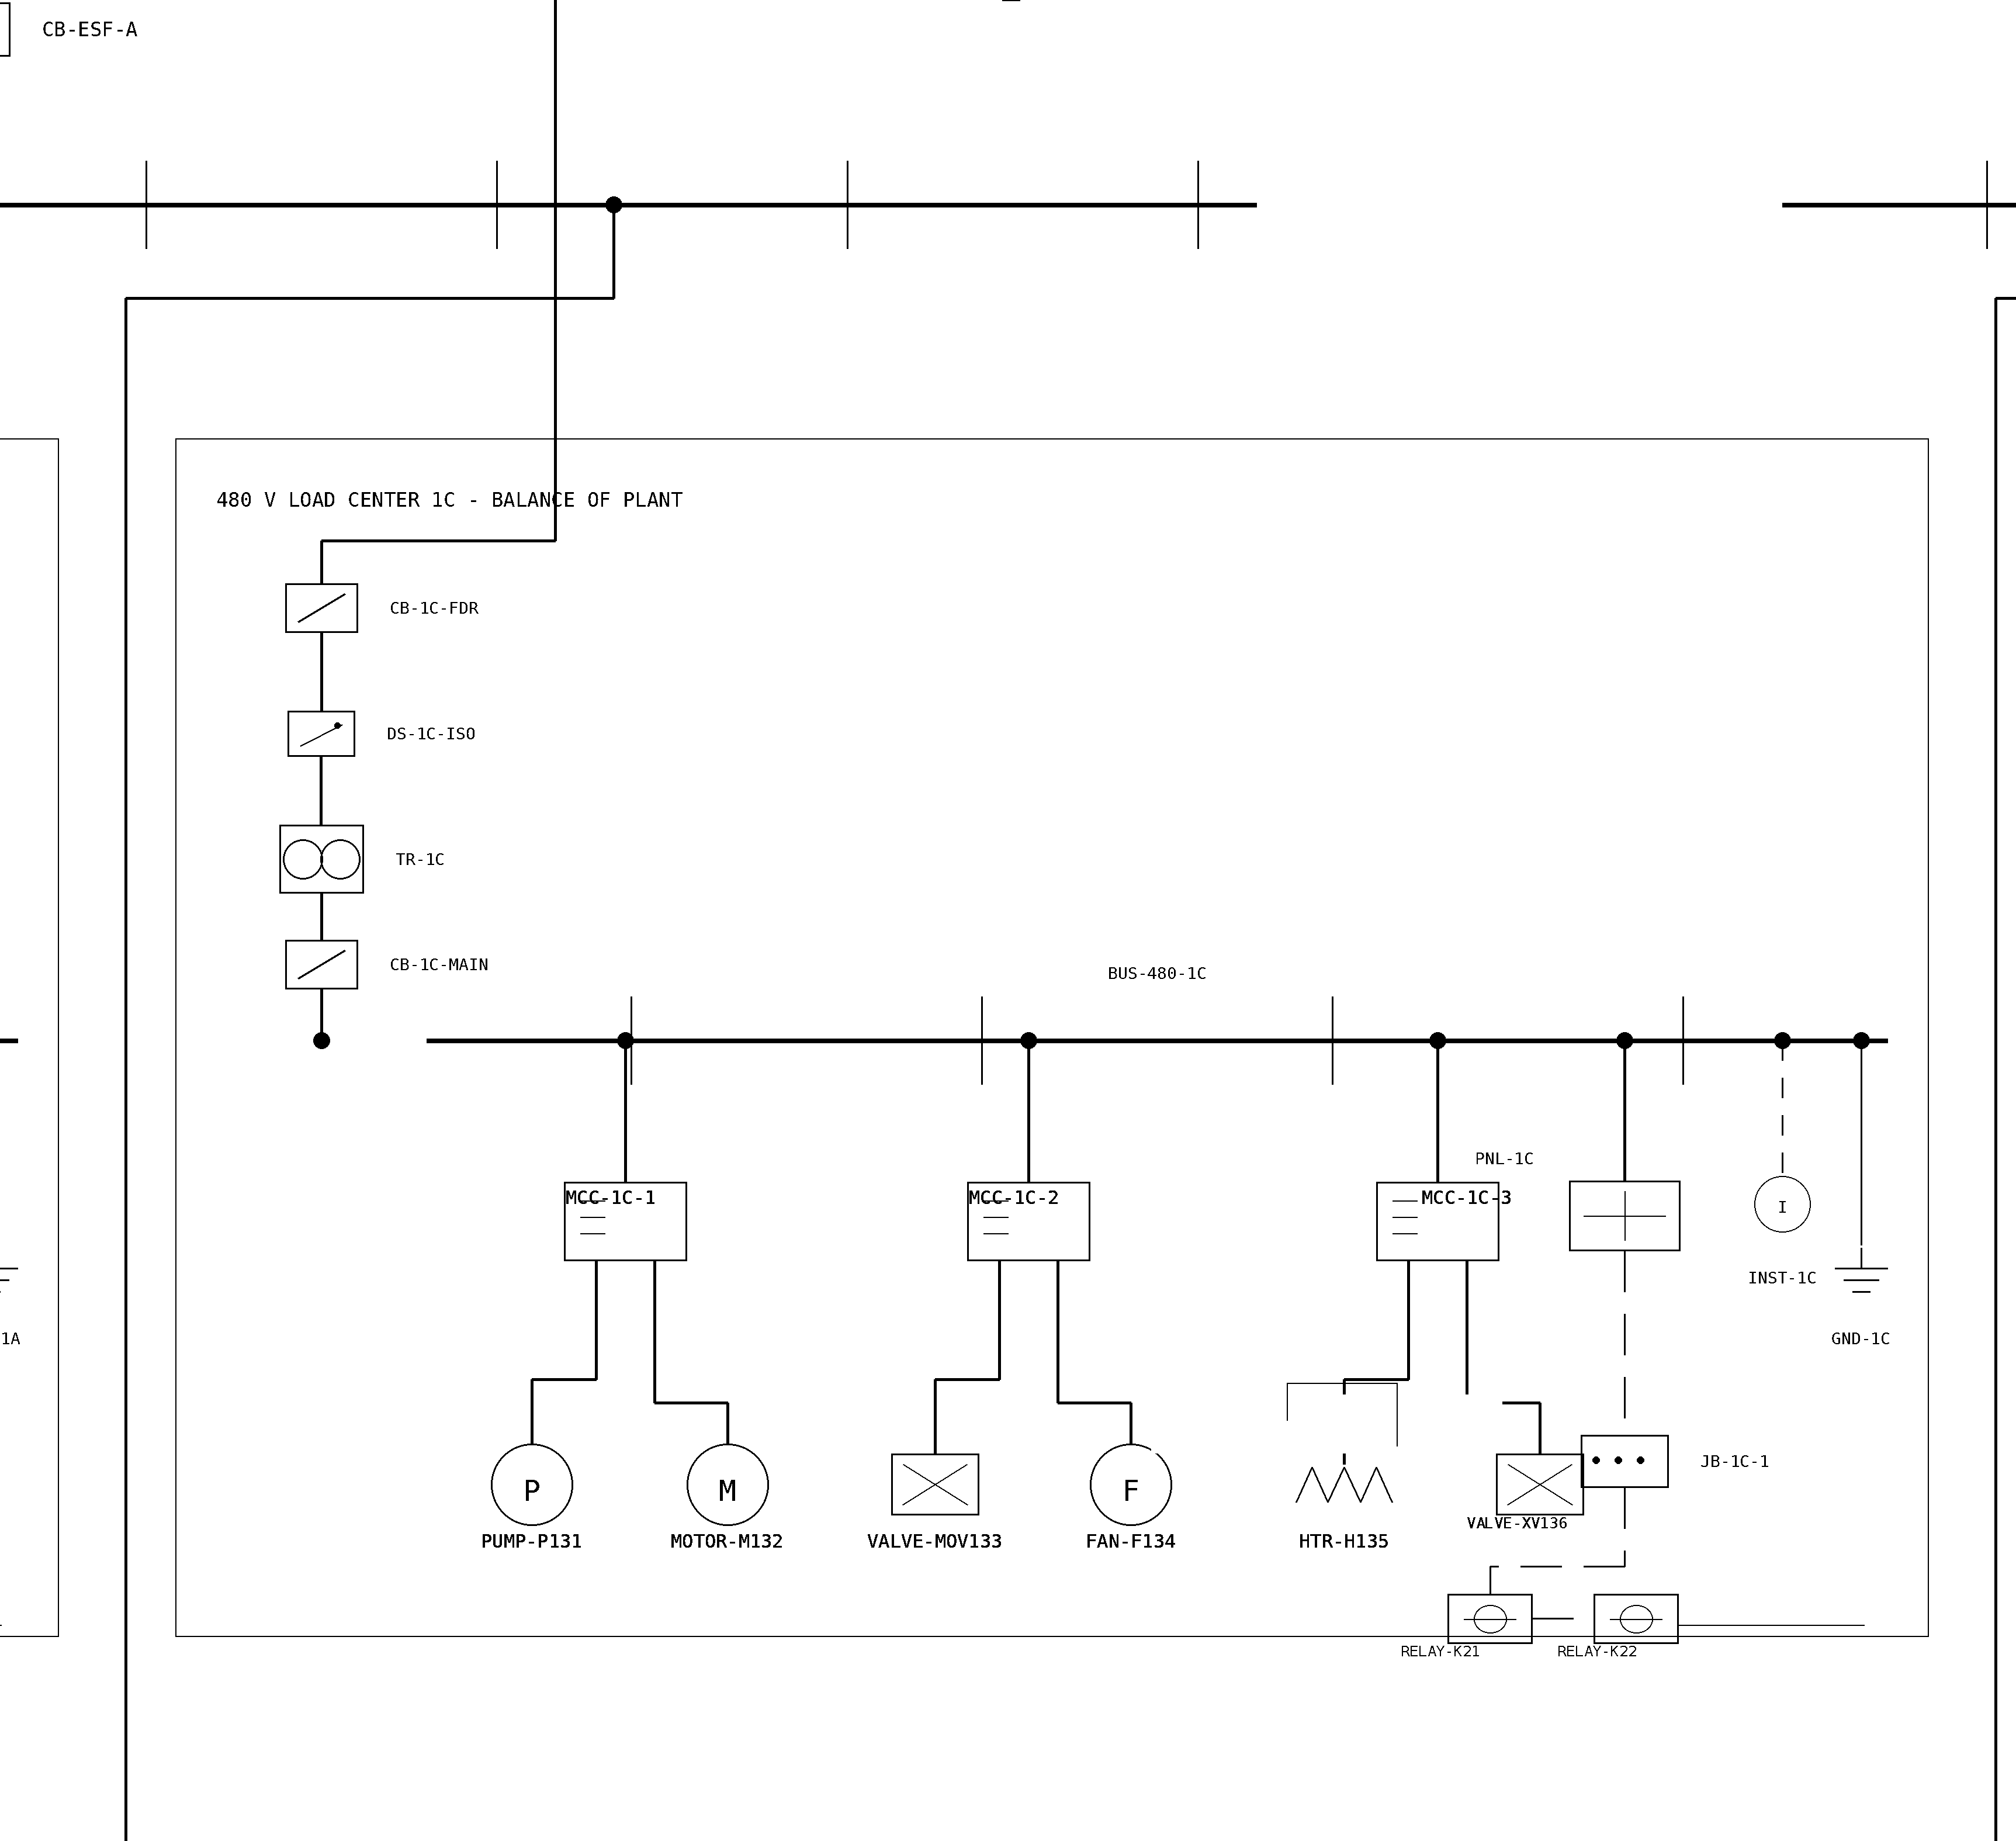 CB-ESF-A
480 V LOAD CENTER 1C - BALANCE OF PLANT
CB-1C-FDR
DS-1C-ISO
TR-1C
CB-1C-MAIN
BUS-480-1C
PNL-1C
MCC-1C-1
MCC-1C-2
MCC-1C-3
I
INST-1C
1A
GND-1C
JB-1C-1
P
M
F
VALVE-XV136
PUMP-P131
MOTOR-M132
VALVE-MOV133
FAN-F134
HTR-H135
RELAY-K21
RELAY-K22